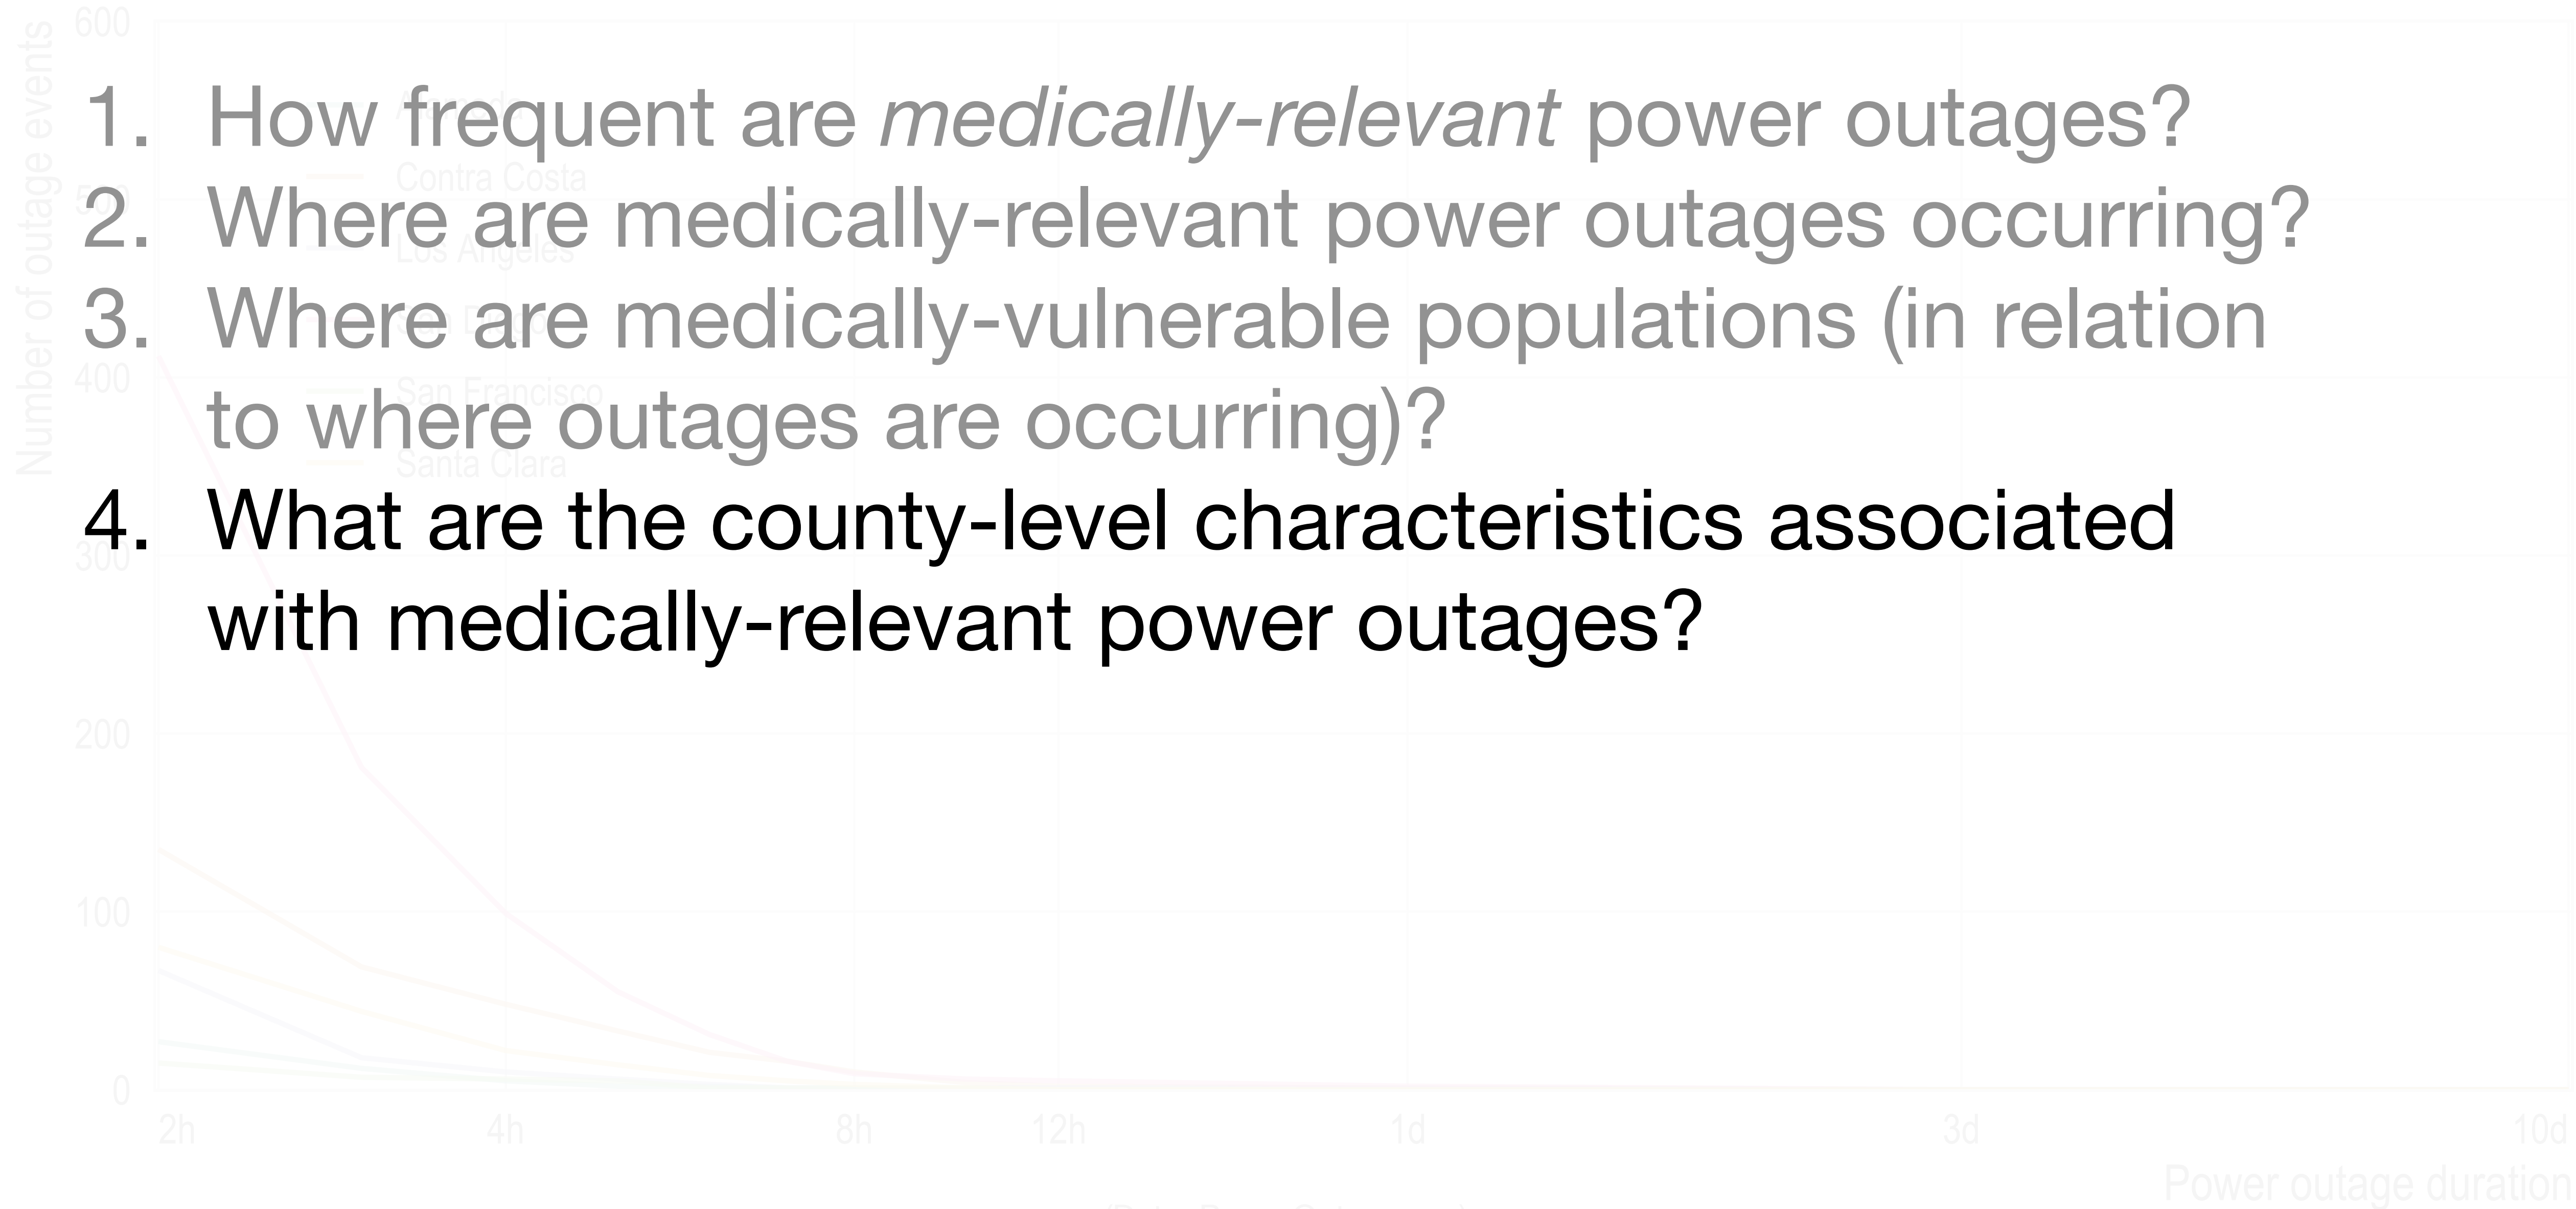 600
Number of outage events
1. How frequent are medically-relevant power outages?
Contra Costa
500
2. Where are medically-relevant power outages occurring?
Los Angeles
3. Where are medically-vulnerable populations (in relation
San Diego
400
San Francisco
to where outages are occurring)?
Santa Clara
4. What are the county-level characteristics associated
300
with medically-relevant power outages?
200
100
0
2h 4h 8h 12h 1d 3d 10d
Power outage duration